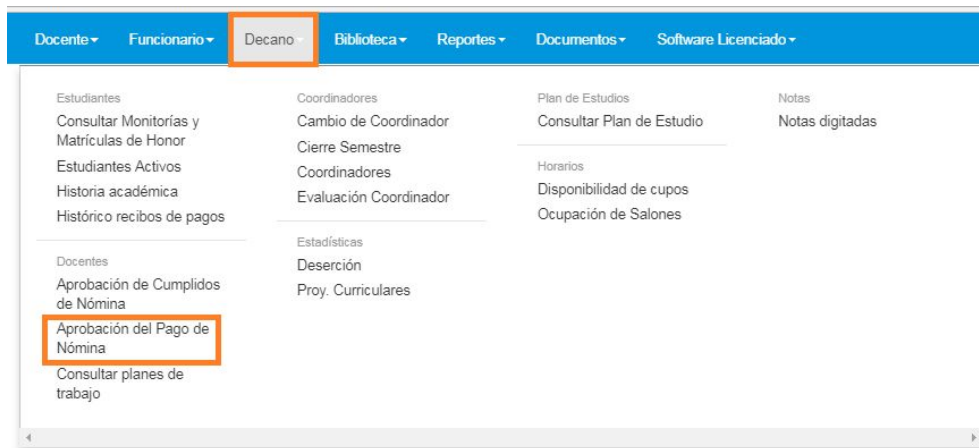 Docente Funcionario Decano Biblioteca Reportes Documentos Software Licenciado
Estudiantes
Consultar Monitorías y
Matrículas de Honor
Estudiantes Activos
Historia académica
Histórico recibos de pagos
Docentes
Aprobación de Cumplidos
de Nómina
Aprobación del Pago de
Nómina
Consultar planes de
trabajo
Coordinadores
Cambio de Coordinador
Cierre Semestre
Coordinadores
Evaluación Coordinador
Estadísticas
Deserción
Proy. Curriculares
Plan de Estudios
Consultar Plan de Estudio
Horarios
Disponibilidad de cupos
Ocupación de Salones
Notas
Notas digitadas